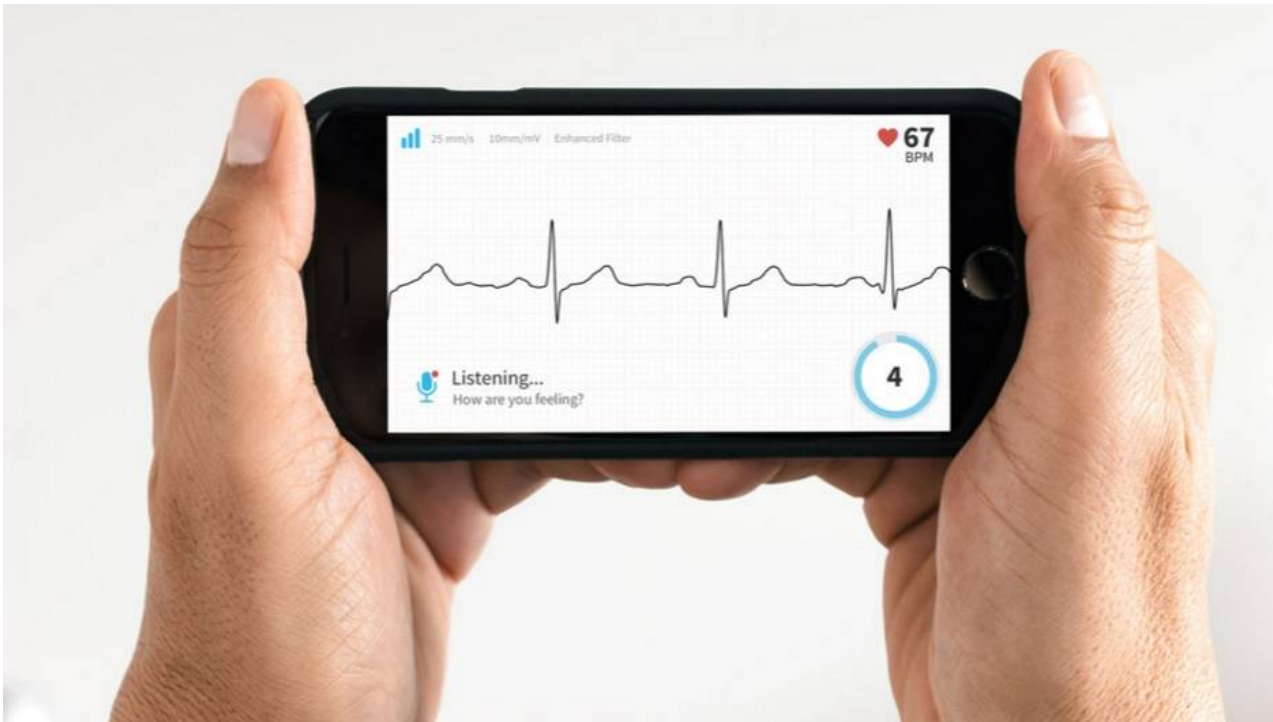 25 mm/s 10mm/mV Enhanced Filter
67
BPM
Listening...
How are you feeling?
4